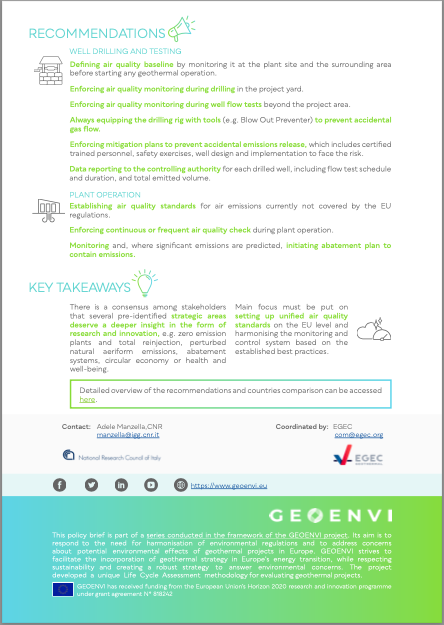 RECOMMENDATIONS
WELL DRILLING AND TESTING
Defining air quality baseline by monitoring it at the plant site and the surrounding area
before starting any geothermal operation.
Enforcing air quality monitoring during drilling in the project yard.
Enforcing air quality monitoring during well flow tests beyond the project area.
Always equipping the drilling rig with tools (e.g. Blow Out Preventer) to prevent accidental
gas flow.
Enforcing mitigation plans to prevent accidental emissions release, which includes certified
trained personnel, safety exercises, well design and implementation to face the risk.
Data reporting to the controlling authority for each drilled well, including flow test schedule
and duration, and total emitted volume.
PLANT OPERATION
Establishing air quality standards for air emissions currently not covered by the EU
regulations.
Enforcing continuous or frequent air quality check during plant operation.
Monitoring and, where significant emissions are predicted, initiating abatement plan to
contain emissions.
KEY TAKEAWAYS
There is a consensus among stakeholders
that several pre-identified strategic areas
deserve a deeper insight in the form of
research and innovation, e.g. zero emission
plants and total reinjection, perturbed
natural aeriform emissions, abatement
systems, circular economy or health and
well-being.
Main focus must be put on
setting up unified air quality
standards on the EU level and
harmonising the monitoring and
control system based on the
established best practices.
Detailed overview of the recommendations and countries comparison can be accessed
here.
Contact: Adele Manzella,CNR
manzella@igg.cnr.it
Coordinated by: EGEC
com@egec.org
National Research Council of Italy
EGEC
https://www.geoenvi.eu
GEOENVI
This policy brief is part of a series conducted in the framework of the GEOENVI project. Its aim is to
respond to the need for harmonisation of environmental regulations and to address concerns
about potential environmental effects of geothermal projects in Europe. GEOENVI strives to
facilitate the incorporation of geothermal strategy in Europe's energy transition, while respecting
sustainability and creating a robust strategy to answer environmental concerns. The project
developed a unique Life Cycle Assessment methodology for evaluating geothermal projects.
GEOENVI has received funding from the European Union's Horizon 2020 research and innovation programme
under grant agreement N° 818242